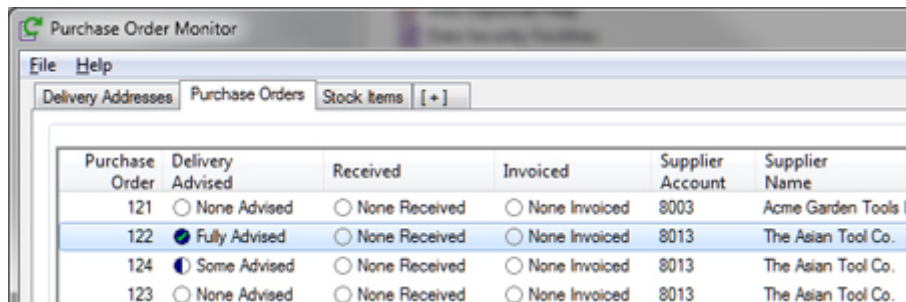 Purchase Order Monitor
File Help
Delivery Addresses Purchase Orders Stock Items [ + ]
Purchase Order Delivery Advised Received Invoiced Supplier Account Supplier Name
121 None Advised None Received None Invoiced 8003 Acme Garden Tools
122 Fully Advised None Received None Invoiced 8013 The Asian Tool Co.
124 Some Advised None Received None Invoiced 8013 The Asian Tool Co.
123 None Advised None Received None Invoiced 8013 The Asian Tool Co.